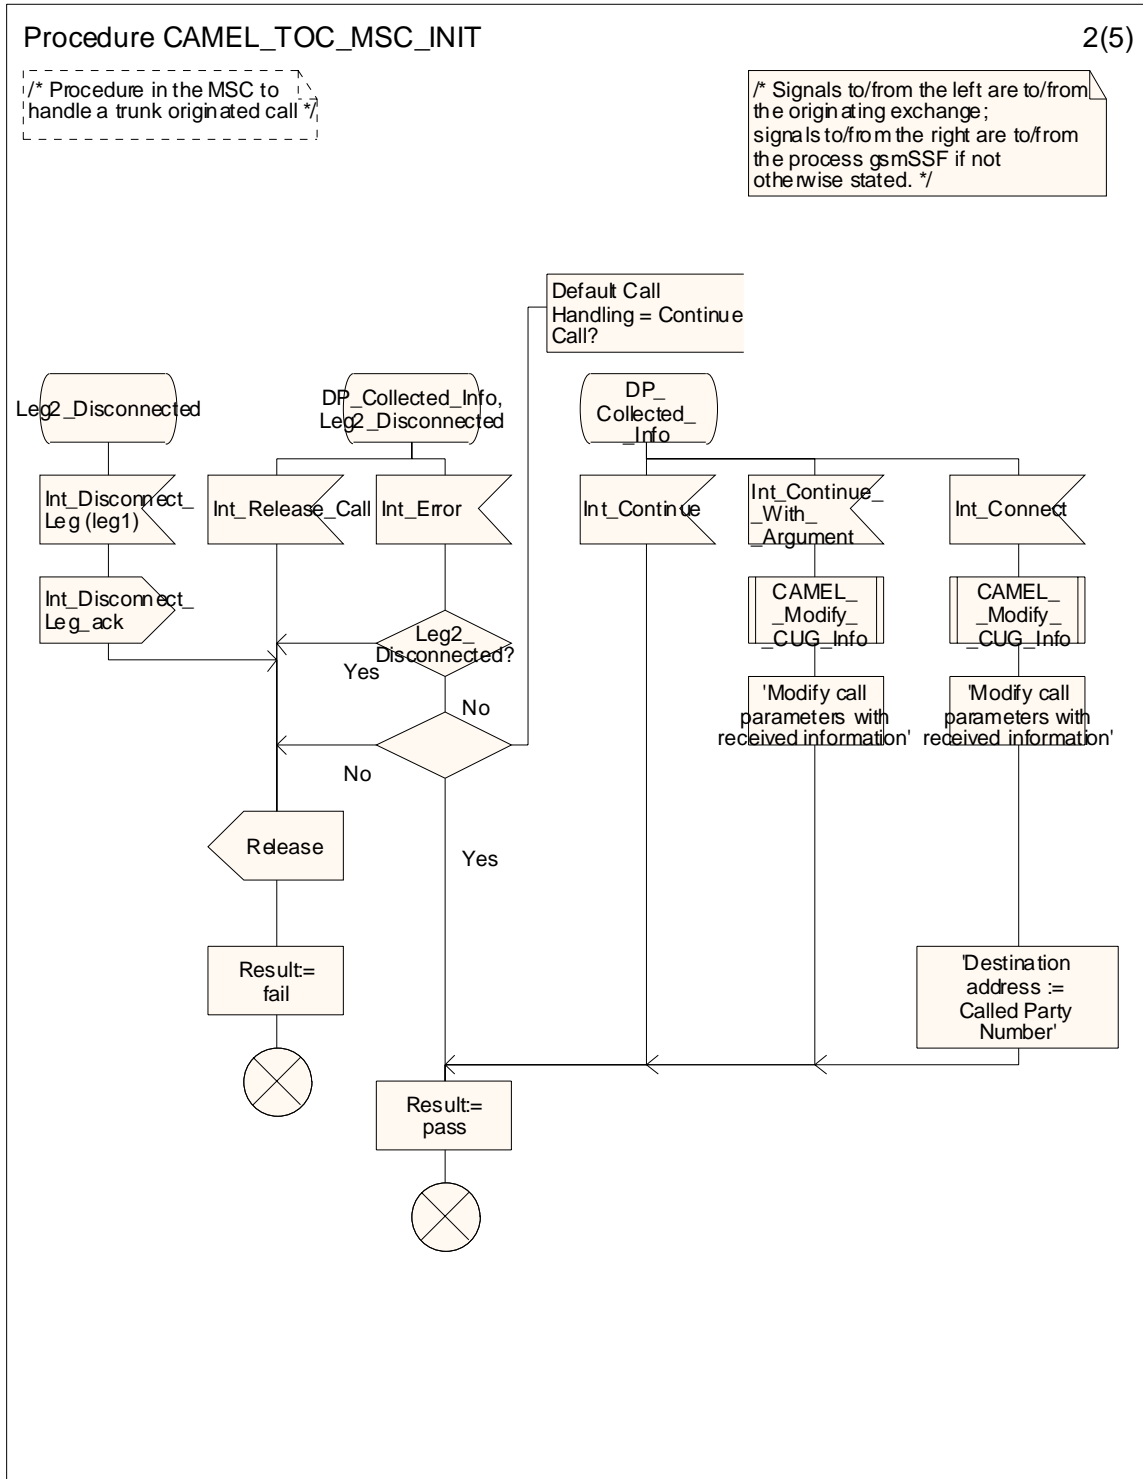 Procedure CAMEL_TOC_MSC_INIT
2(5)
/* Procedure in the MSC to
handle a trunk originated call */
/* Signals to/from the left are to/from
the originating exchange;
signals to/from the right are to/from
the process gsmSSF if not
otherwise stated. */
Default Call
Handling = Continue
Call?
Leg2_Disconnected
DP_Collected_Info,
Leg2_Disconnected
DP_
Collected_
_Info
Int_Disconnect_
Leg (leg1)
Int_Release_Call
Int_Error
Int_Continue
Int_Continue_
_With_
_Argument
Int_Connect
Int_Disconnect_
Leg_ack
Leg2_
Disconnected?
CAMEL_
_Modify_
_CUG_Info
CAMEL_
_Modify_
_CUG_Info
Yes
No
'Modify call
parameters with
received information'
'Modify call
parameters with
received information'
No
Release
Yes
Result:=
fail
'Destination
address :=
Called Party
Number'
Result:=
pass